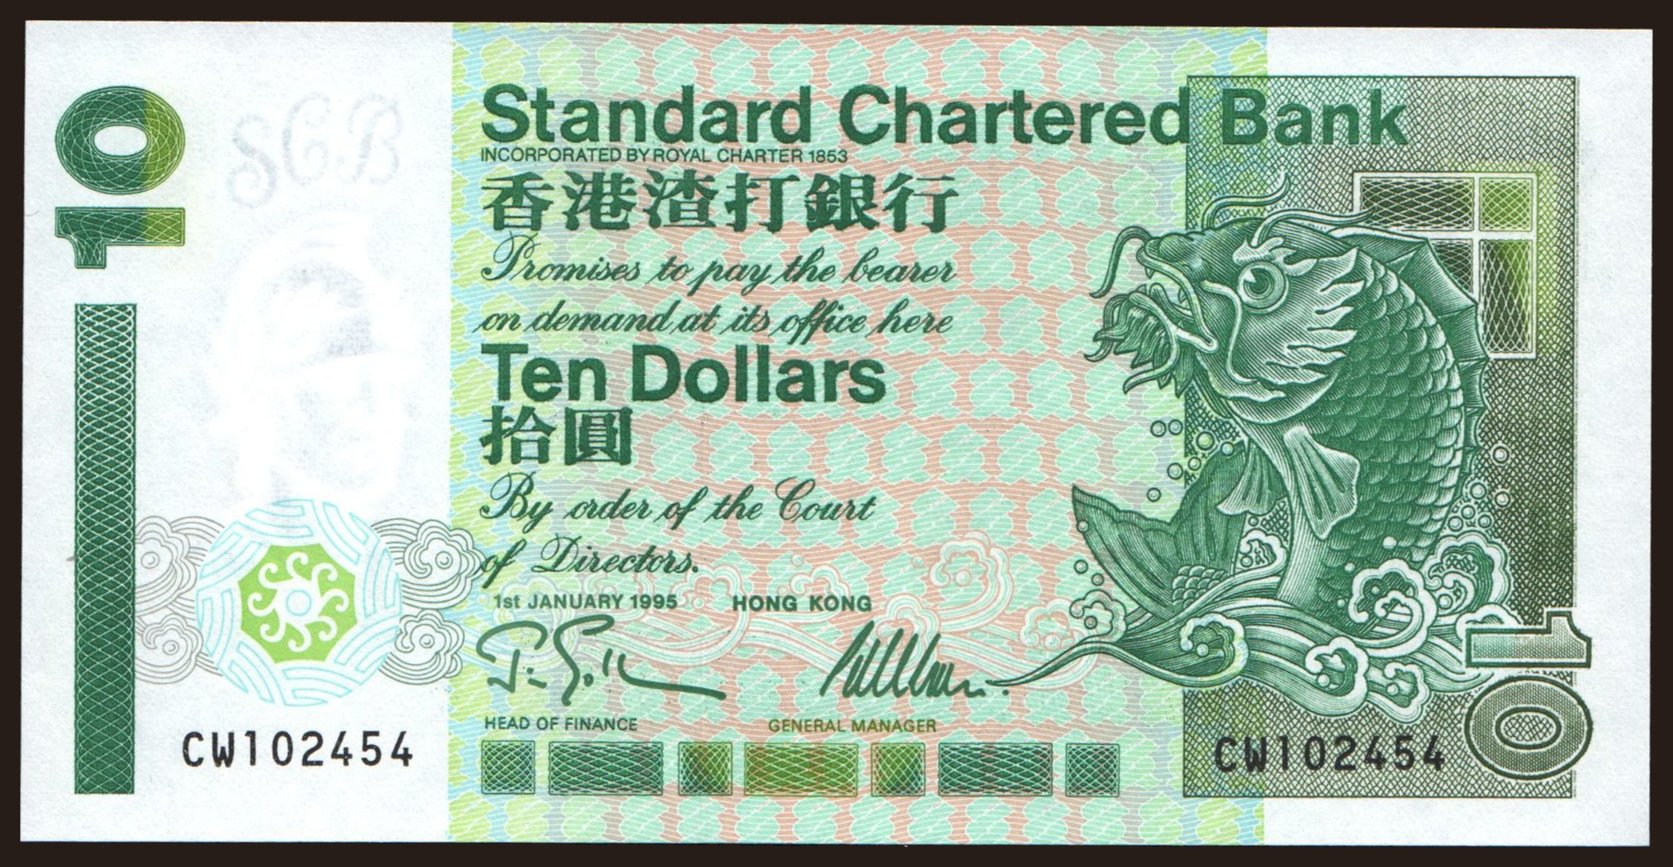 10
SCB
Standard Chartered Bank
INCORPORATED BY ROYAL CHARTER 1853
香港渣打銀行
Promises to pay the bearer
on demand at its office here
Ten Dollars
拾圓
By order of the Court
of Directors.
1st JANUARY 1995 HONG KONG
HEAD OF FINANCE GENERAL MANAGER
CW102454 CW102454
10